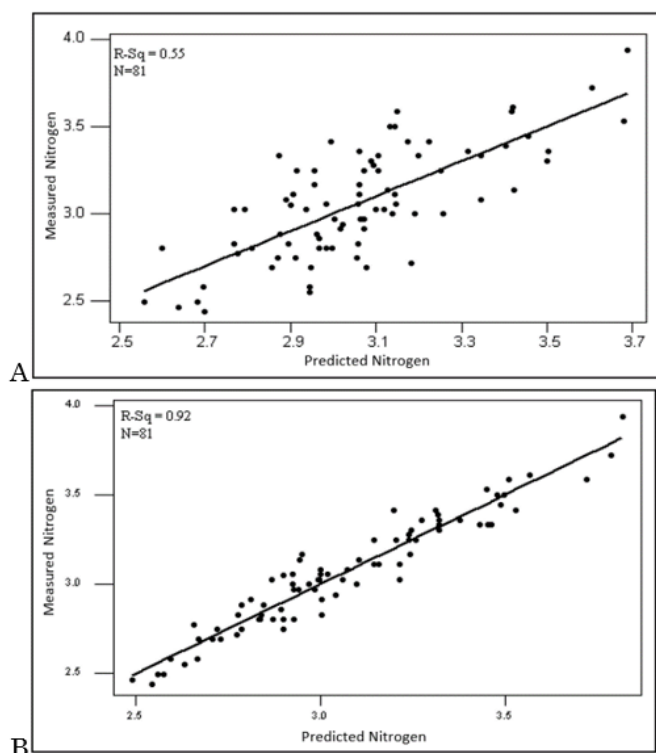 4.0
R-Sq = 0.55
N=81
3.5
Measured Nitrogen
3.0
2.5
2.5 2.7 2.9 3.1 3.3 3.5 3.7
Predicted Nitrogen
A
4.0
R-Sq = 0.92
N=81
3.5
Measured Nitrogen
3.0
2.5
2.5 3.0 3.5
Predicted Nitrogen
B